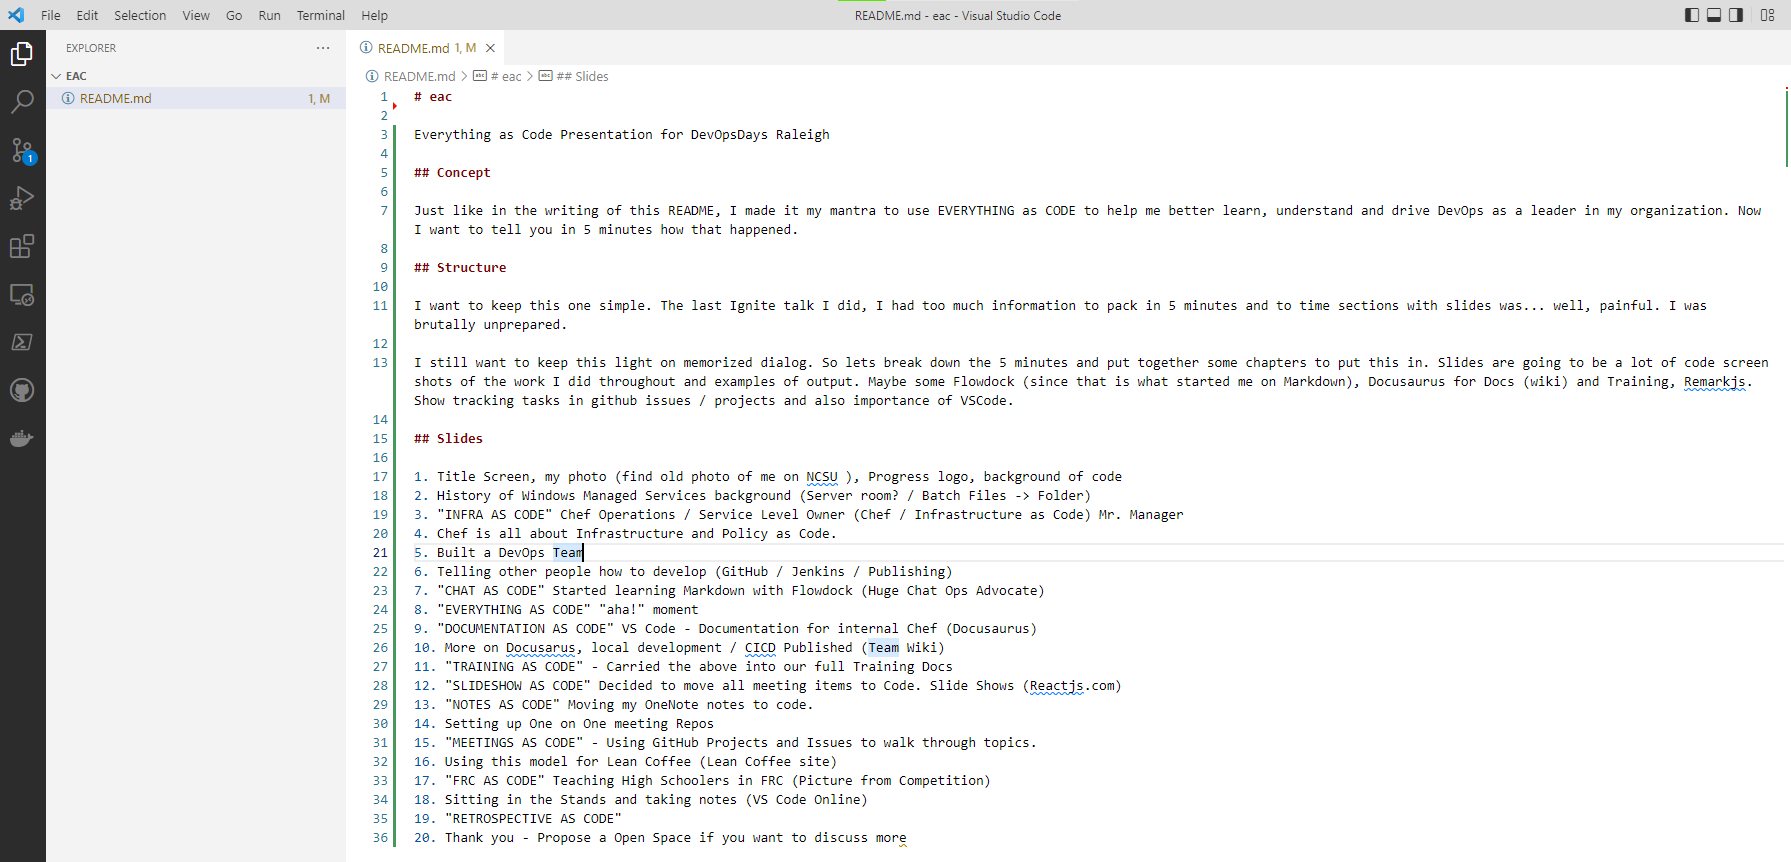 File Edit Selection View Go Run Terminal Help
README.md - eac - Visual Studio Code
EXPLORER ...
EAC
README.md 1, M
1
README.md 1, M
README.md > # eac > ## Slides
1 # eac
2
3 Everything as Code Presentation for DevOpsDays Raleigh
4
5 ## Concept
6
7 Just like in the writing of this README, I made it my mantra to use EVERYTHING as CODE to help me better learn, understand and drive DevOps as a leader in my organization. Now
I want to tell you in 5 minutes how that happened.
8
9 ## Structure
10
11 I want to keep this one simple. The last Ignite talk I did, I had too much information to pack in 5 minutes and to time sections with slides was... well, painful. I was
brutally unprepared.
12
13 I still want to keep this light on memorized dialog. So lets break down the 5 minutes and put together some chapters to put this in. Slides are going to be a lot of code screen
shots of the work I did throughout and examples of output. Maybe some Flowdock (since that is what started me on Markdown), Docusaurus for Docs (wiki) and Training, Remarkjs.
Show tracking tasks in github issues / projects and also importance of VSCode.
14
15 ## Slides
16
17 1. Title Screen, my photo (find old photo of me on NCSU ), Progress logo, background of code
18 2. History of Windows Managed Services background (Server room? / Batch Files -> Folder)
19 3. "INFRA AS CODE" Chef Operations / Service Level Owner (Chef / Infrastructure as Code) Mr. Manager
20 4. Chef is all about Infrastructure and Policy as Code.
21 5. Built a DevOps Team
22 6. Telling other people how to develop (GitHub / Jenkins / Publishing)
23 7. "CHAT AS CODE" Started learning Markdown with Flowdock (Huge Chat Ops Advocate)
24 8. "EVERYTHING AS CODE" "aha!" moment
25 9. "DOCUMENTATION AS CODE" VS Code - Documentation for internal Chef (Docusaurus)
26 10. More on Docusarus, local development / CICD Published (Team Wiki)
27 11. "TRAINING AS CODE" - Carried the above into our full Training Docs
28 12. "SLIDESHOW AS CODE" Decided to move all meeting items to Code. Slide Shows (Reactjs.com)
29 13. "NOTES AS CODE" Moving my OneNote notes to code.
30 14. Setting up One on One meeting Repos
31 15. "MEETINGS AS CODE" - Using GitHub Projects and Issues to walk through topics.
32 16. Using this model for Lean Coffee (Lean Coffee site)
33 17. "FRC AS CODE" Teaching High Schoolers in FRC (Picture from Competition)
34 18. Sitting in the Stands and taking notes (VS Code Online)
35 19. "RETROSPECTIVE AS CODE"
36 20. Thank you - Propose a Open Space if you want to discuss more